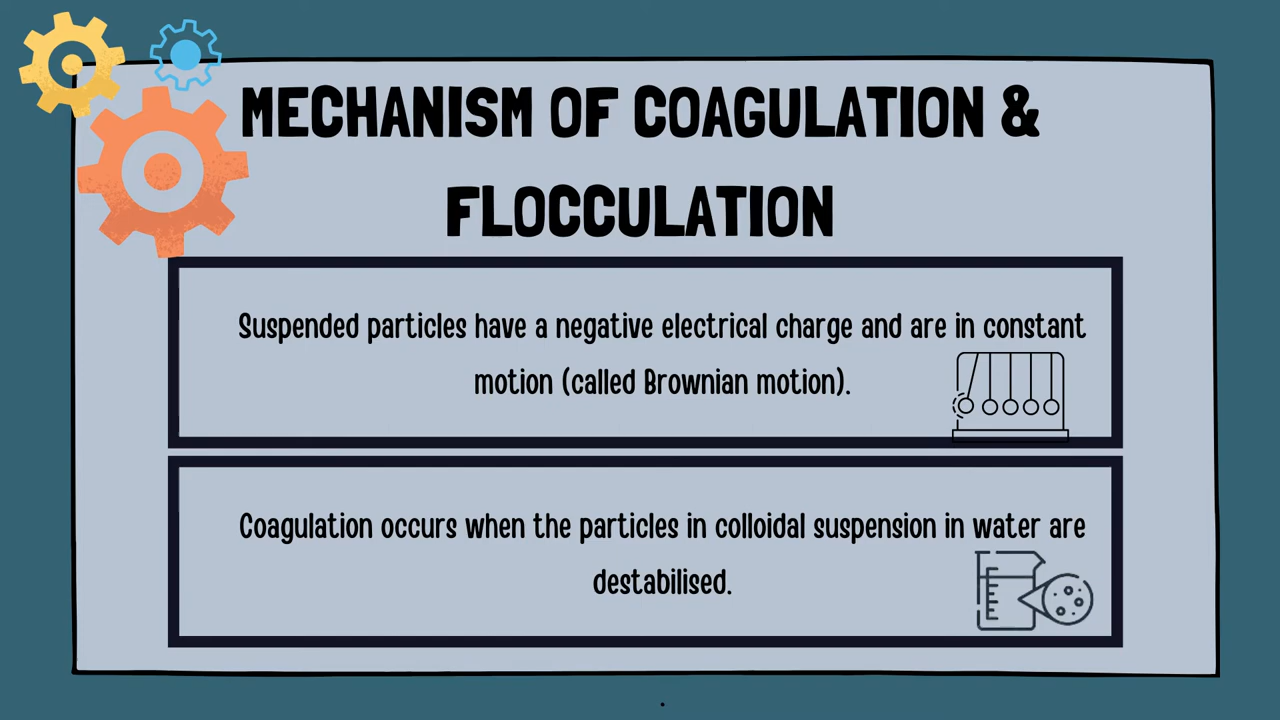 MECHANISM OF COAGULATION &
FLOCCULATION
Suspended particles have a negative electrical charge and are in constant
motion (called Brownian motion).
Coagulation occurs when the particles in colloidal suspension in water are
destabilised.
.